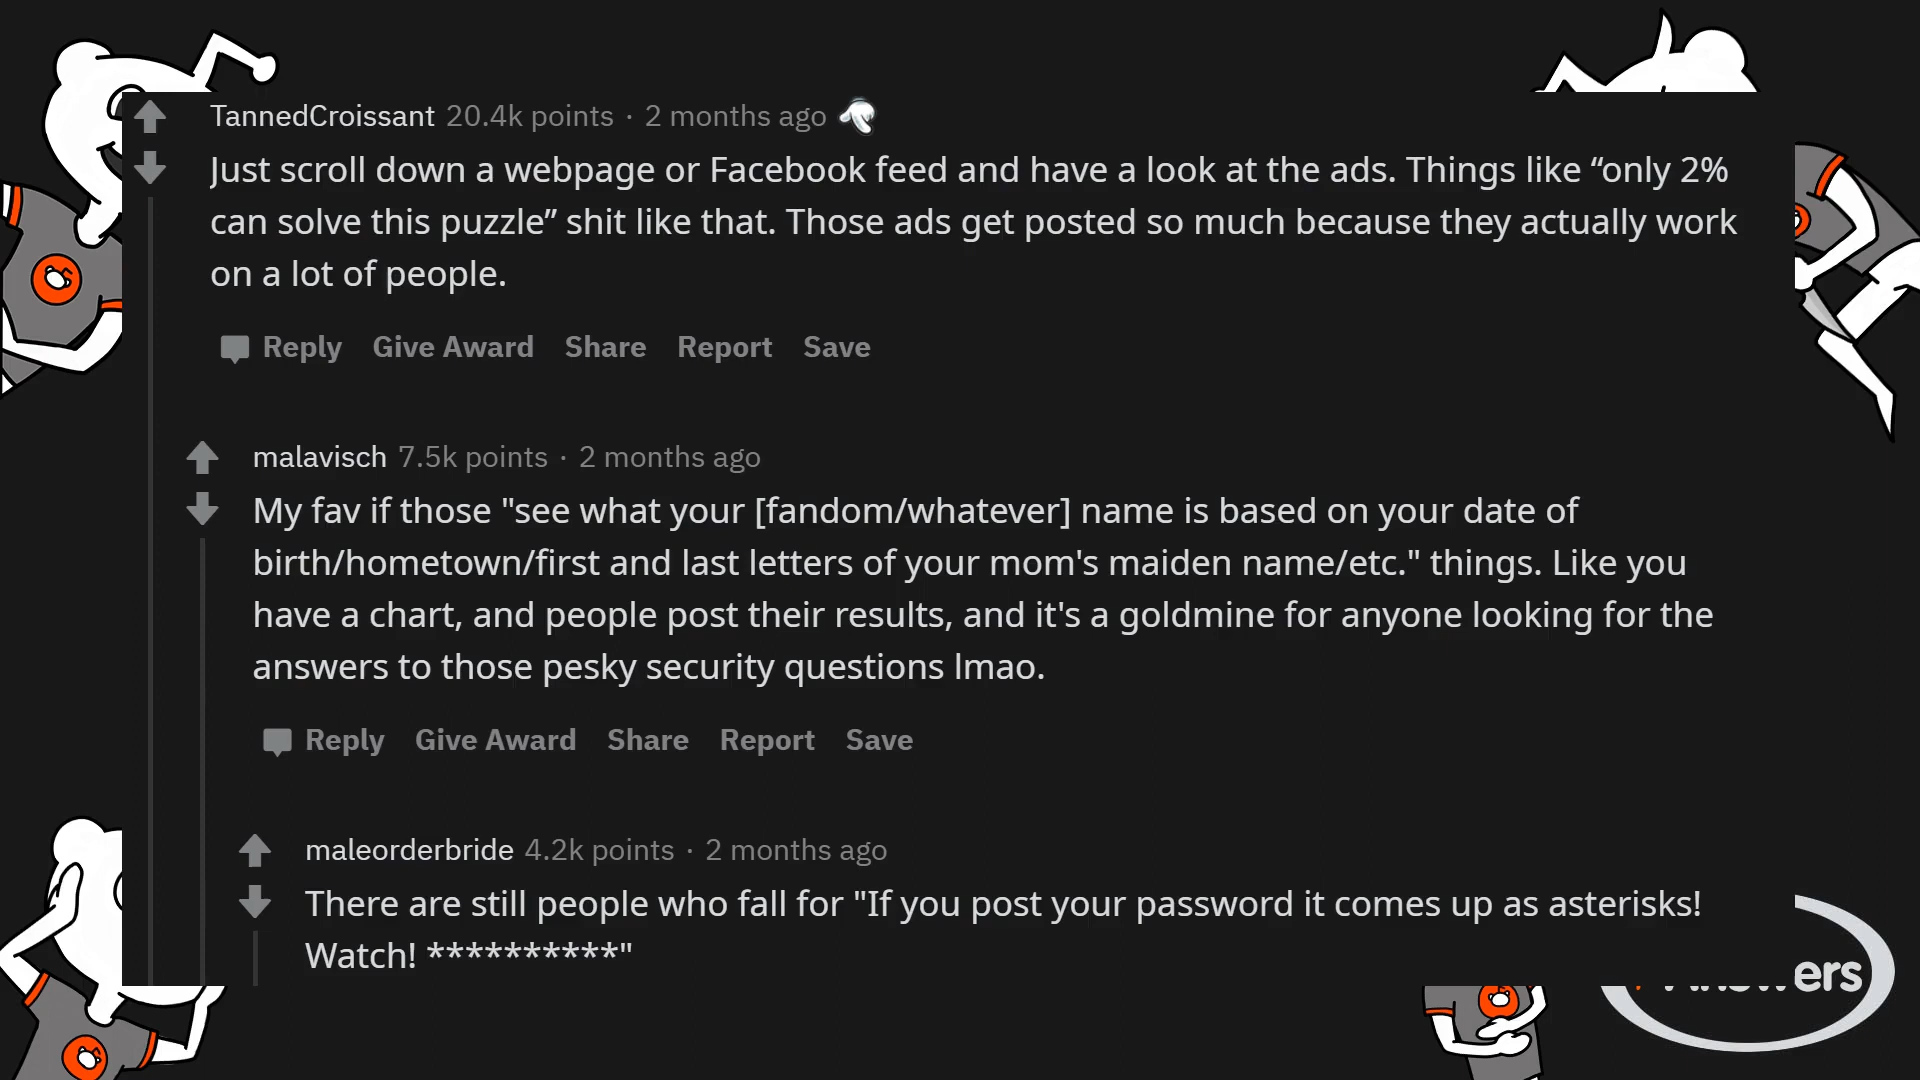 TannedCroissant 20.4k points · 2 months ago
Just scroll down a webpage or Facebook feed and have a look at the ads. Things like “only 2%
can solve this puzzle” shit like that. Those ads get posted so much because they actually work
on a lot of people.
Reply Give Award Share Report Save
malavisch 7.5k points · 2 months ago
My fav if those "see what your [fandom/whatever] name is based on your date of
birth/hometown/first and last letters of your mom's maiden name/etc." things. Like you
have a chart, and people post their results, and it's a goldmine for anyone looking for the
answers to those pesky security questions lmao.
Reply Give Award Share Report Save
maleorderbride 4.2k points · 2 months ago
There are still people who fall for "If you post your password it comes up as asterisks!
Watch! **********"